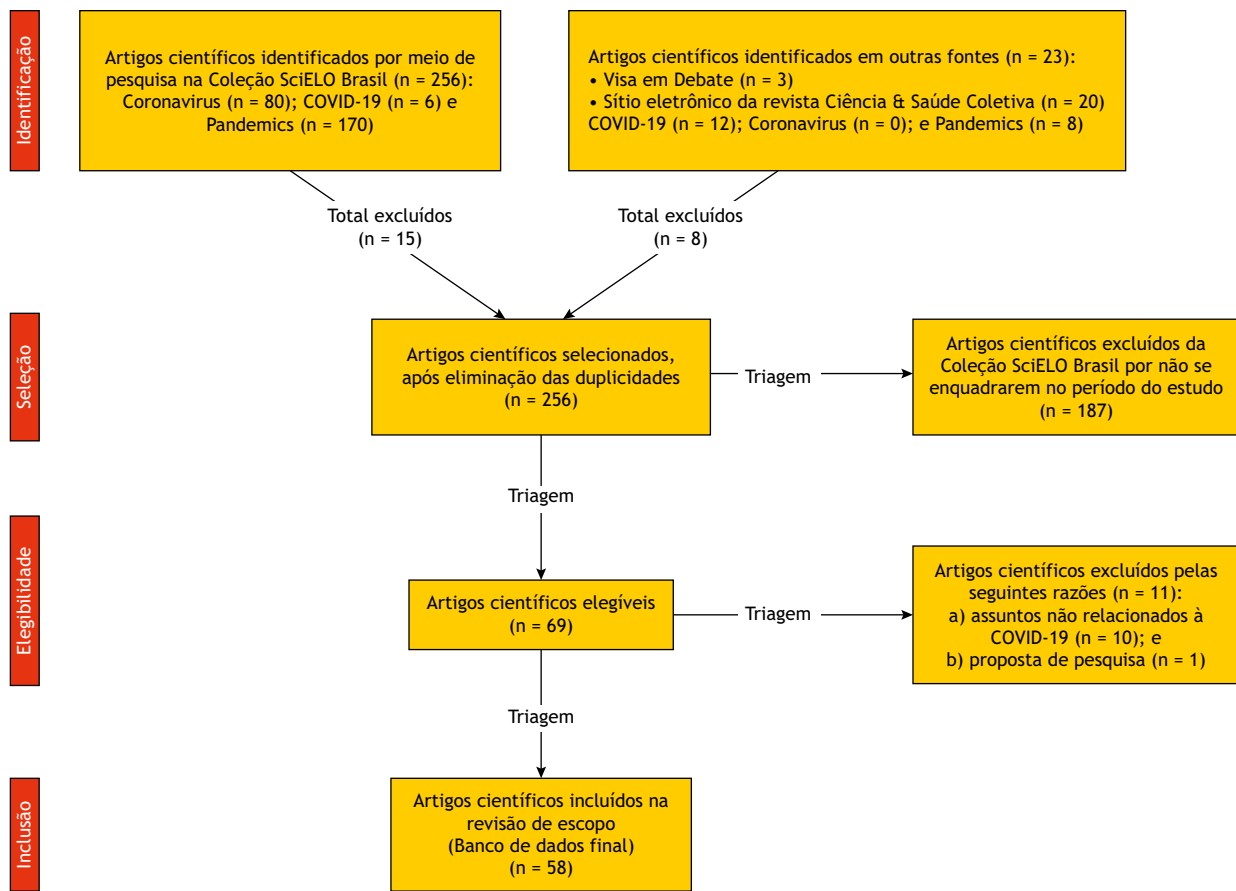 Identificação
Artigos científicos identificados por meio de
pesquisa na Coleção SciELO Brasil (n = 256):
Coronavirus (n = 80); COVID-19 (n = 6) e
Pandemics (n = 170)
Artigos científicos identificados em outras fontes (n = 23):
• Visa em Debate (n = 3)
• Sítio eletrônico da revista Ciência & Saúde Coletiva (n = 20)
COVID-19 (n = 12); Coronavirus (n = 0); e Pandemics (n = 8)
Total excluídos
(n = 15)
Total excluídos
(n = 8)
Seleção
Artigos científicos selecionados,
após eliminação das duplicidades
(n = 256)
Triagem
Artigos científicos excluídos da
Coleção SciELO Brasil por não se
enquadrarem no período do estudo
(n = 187)
Triagem
Elegibilidade
Artigos científicos elegíveis
(n = 69)
Triagem
Artigos científicos excluídos pelas
seguintes razões (n = 11):
a) assuntos não relacionados à
COVID-19 (n = 10); e
b) proposta de pesquisa (n = 1)
Triagem
Inclusão
Artigos científicos incluídos na
revisão de escopo
(Banco de dados final)
(n = 58)